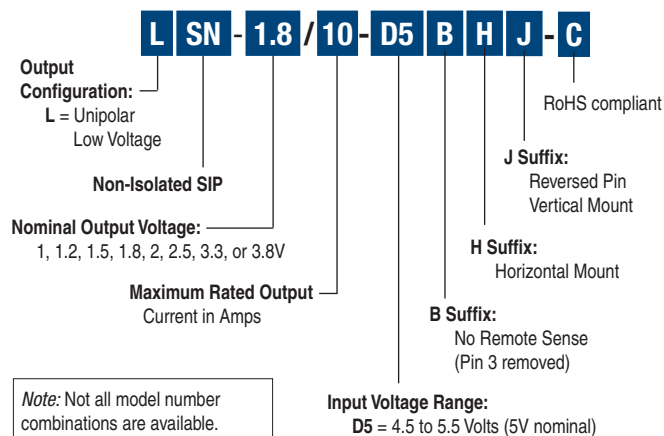 L SN - 1.8 / 10 - D5 B H J - C
Output
Configuration:
L = Unipolar
Low Voltage
RoHS compliant
J Suffix:
Reversed Pin
Vertical Mount
Non-Isolated SIP
Nominal Output Voltage:
1, 1.2, 1.5, 1.8, 2, 2.5, 3.3, or 3.8V
H Suffix:
Horizontal Mount
Maximum Rated Output
Current in Amps
B Suffix:
No Remote Sense
(Pin 3 removed)
Note: Not all model number
combinations are available.
Input Voltage Range:
D5 = 4.5 to 5.5 Volts (5V nominal)